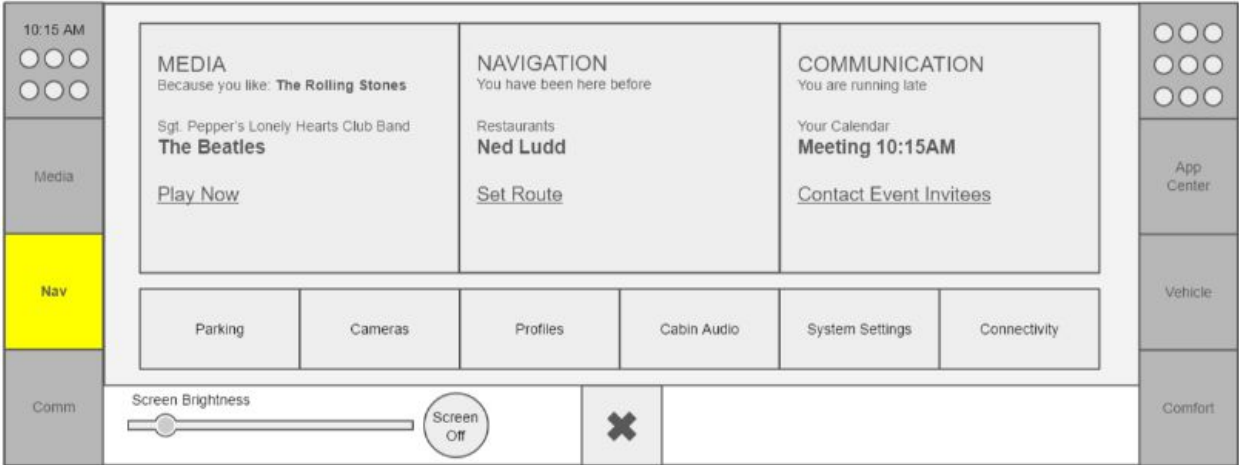 10:15 AM
Media
Nav
Comm
MEDIA
Because you like: The Rolling Stones
Sgt. Pepper's Lonely Hearts Club Band
The Beatles
Play Now
NAVIGATION
You have been here before
Restaurants
Ned Ludd
Set Route
COMMUNICATION
You are running late
Your Calendar
Meeting 10:15AM
Contact Event Invitees
Parking
Cameras
Profiles
Cabin Audio
System Settings
Connectivity
Screen Brightness
Screen
Off
App
Center
Vehicle
Comfort